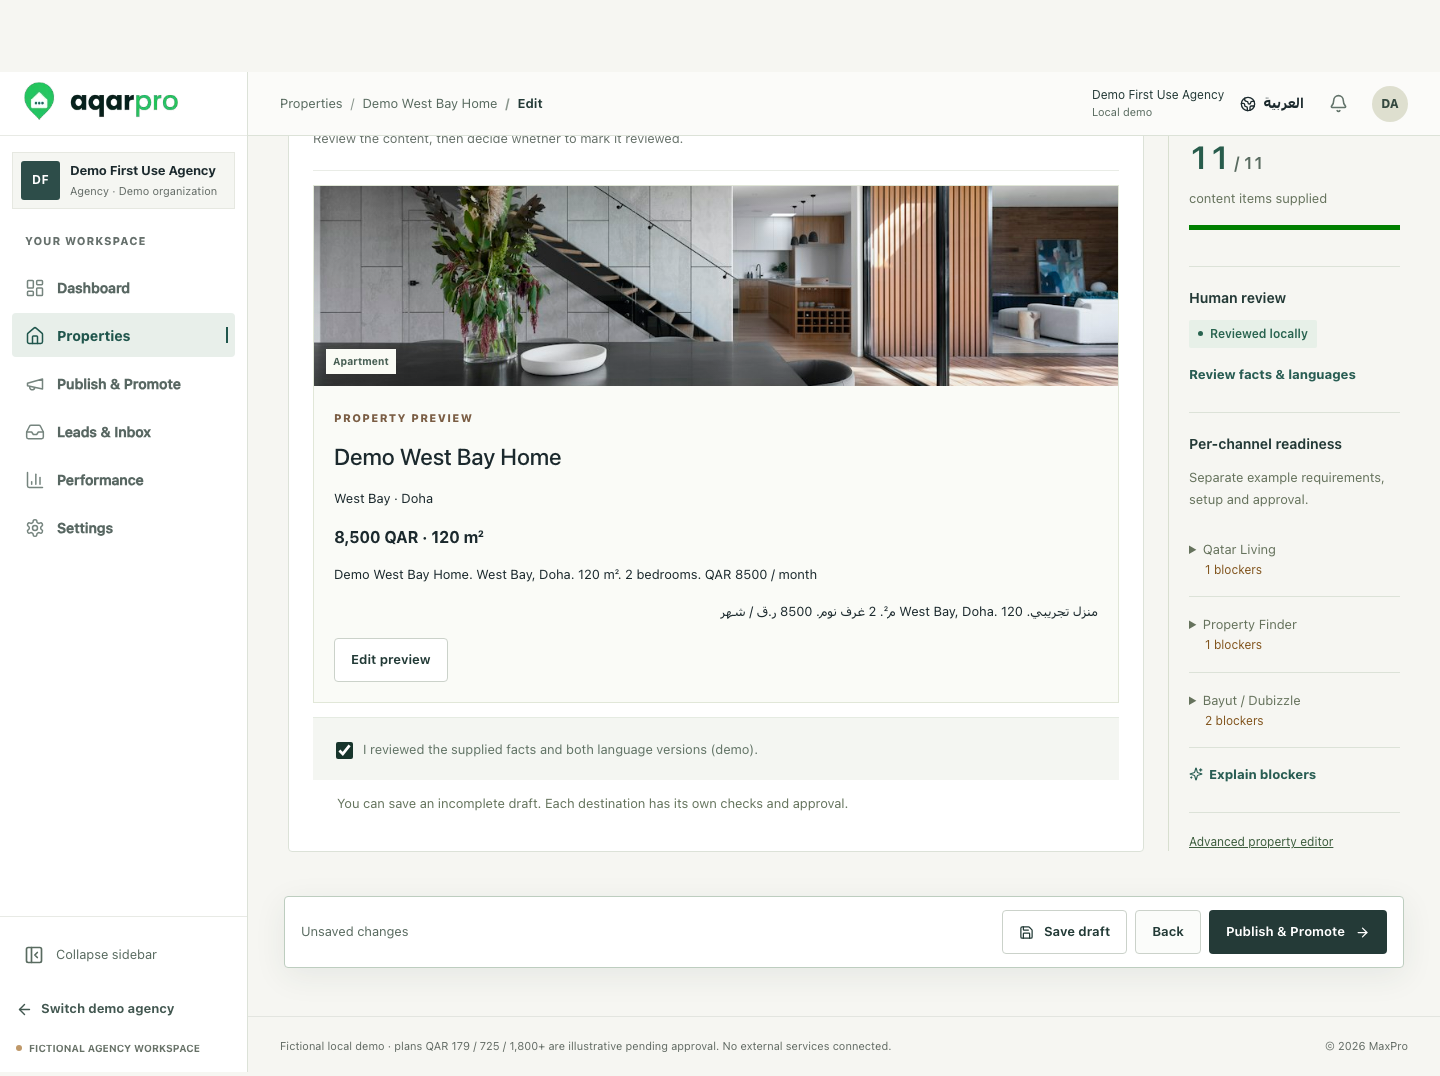 aqarpro
Properties / Demo West Bay Home / Edit
Demo First Use Agency
Local demo
العربية
DA
DF
Demo First Use Agency
Agency · Demo organization
YOUR WORKSPACE
Dashboard
Properties
Publish & Promote
Leads & Inbox
Performance
Settings
Collapse sidebar
Switch demo agency
FICTIONAL AGENCY WORKSPACE
Review the content, then decide whether to mark it reviewed.
Apartment
PROPERTY PREVIEW
Demo West Bay Home
West Bay · Doha
8,500 QAR · 120 m²
Demo West Bay Home. West Bay, Doha. 120 m². 2 bedrooms. QAR 8500 / month
منزل تجريبي. West Bay, Doha. 120 م². 2 غرف نوم. 8500 ر.ق / شهر
Edit preview
I reviewed the supplied facts and both language versions (demo).
You can save an incomplete draft. Each destination has its own checks and approval.
11 / 11
content items supplied
Human review
Reviewed locally
Review facts & languages
Per-channel readiness
Separate example requirements,
setup and approval.
Qatar Living
1 blockers
Property Finder
1 blockers
Bayut / Dubizzle
2 blockers
Explain blockers
Advanced property editor
Unsaved changes
Save draft
Back
Publish & Promote
Fictional local demo · plans QAR 179 / 725 / 1,800+ are illustrative pending approval. No external services connected.
© 2026 MaxPro